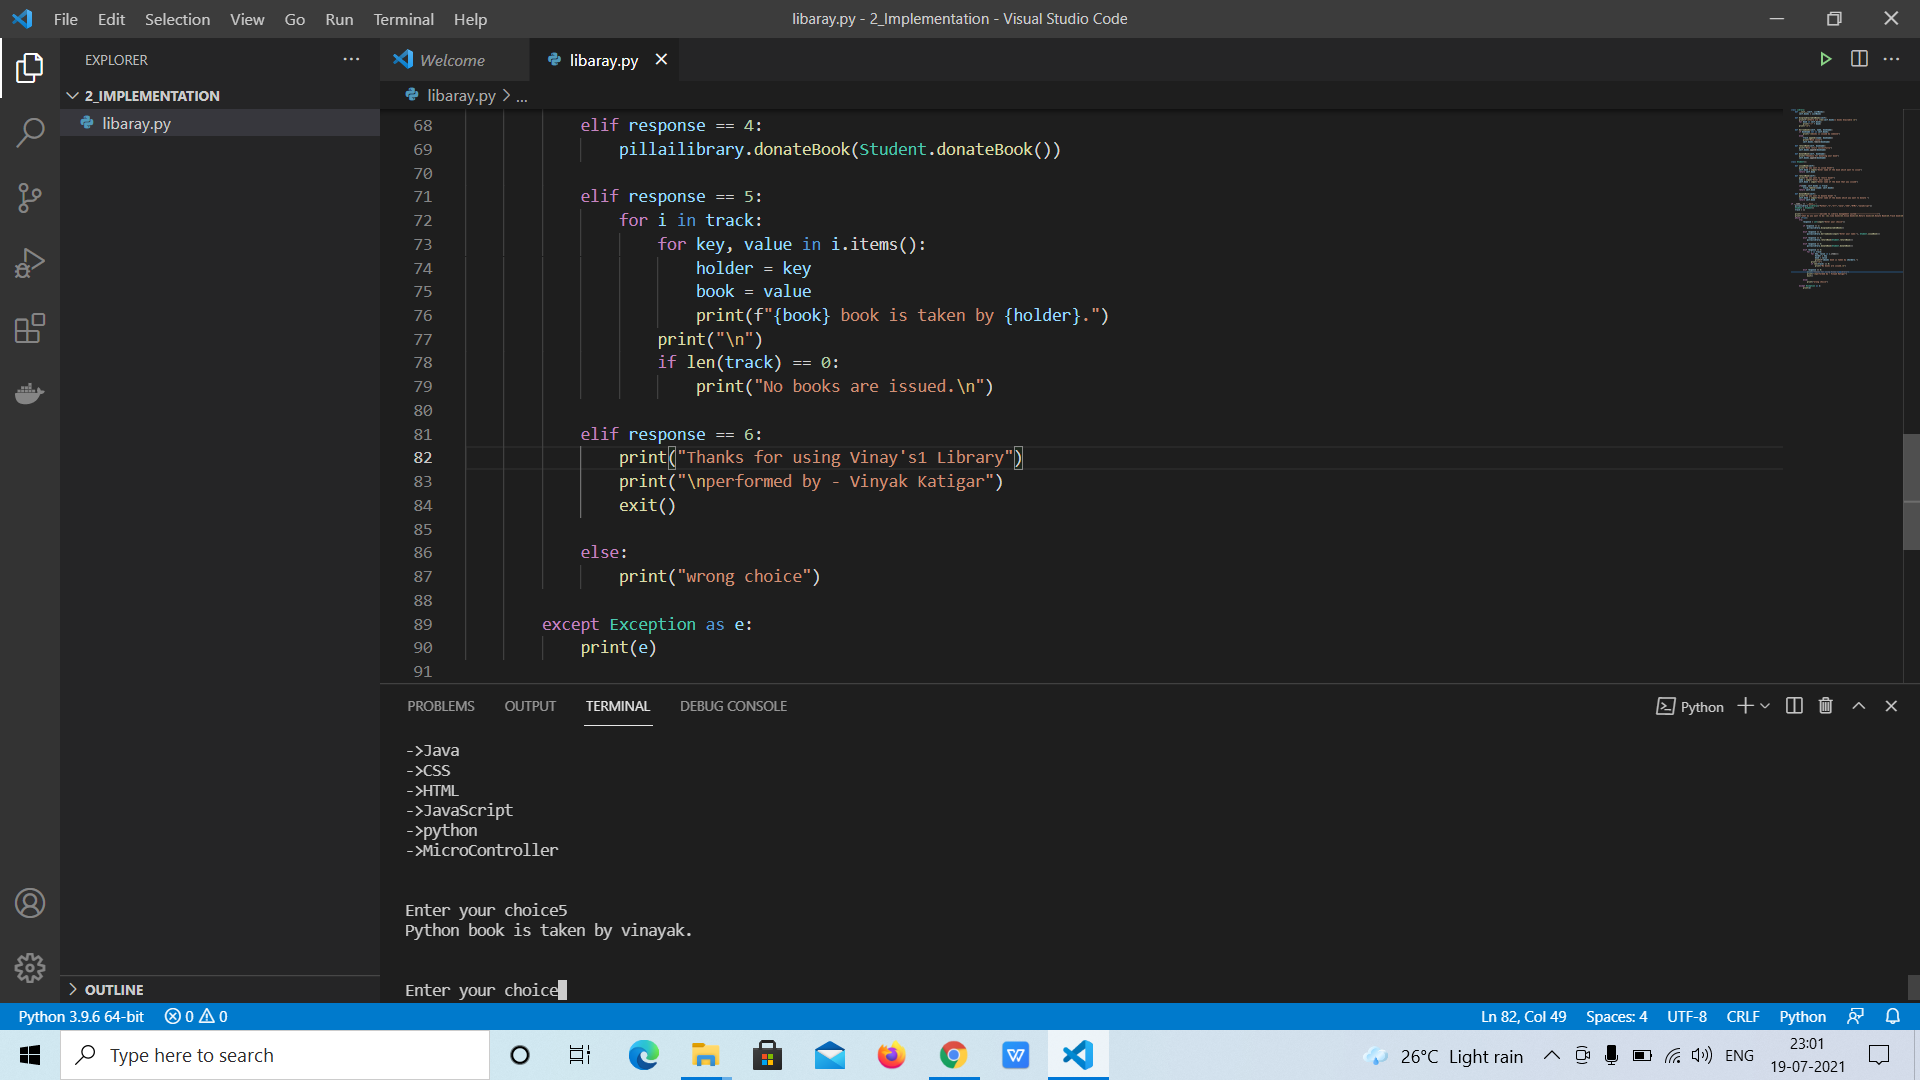 File Edit Selection View Go Run Terminal Help
libaray.py - 2_Implementation - Visual Studio Code
EXPLORER
2_IMPLEMENTATION
libaray.py
OUTLINE
Welcome
libaray.py
libaray.py > ...
68 elif response == 4:
69 pillailibrary.donateBook(Student.donateBook())
70
71 elif response == 5:
72 for i in track:
73 for key, value in i.items():
74 holder = key
75 book = value
76 print(f"{book} book is taken by {holder}.")
77 print("\n")
78 if len(track) == 0:
79 print("No books are issued.\n")
80
81 elif response == 6:
82 print("Thanks for using Vinay's1 Library")
83 print("\nperformed by - Vinyak Katigar")
84 exit()
85
86 else:
87 print("wrong choice")
88
89 except Exception as e:
90 print(e)
91
PROBLEMS OUTPUT TERMINAL DEBUG CONSOLE
Python
->Java
->CSS
->HTML
->JavaScript
->python
->MicroController
Enter your choice5
Python book is taken by vinayak.
Enter your choice
Python 3.9.6 64-bit 0 0
Ln 82, Col 49 Spaces: 4 UTF-8 CRLF Python
Type here to search
26°C Light rain
ENG
23:01
19-07-2021